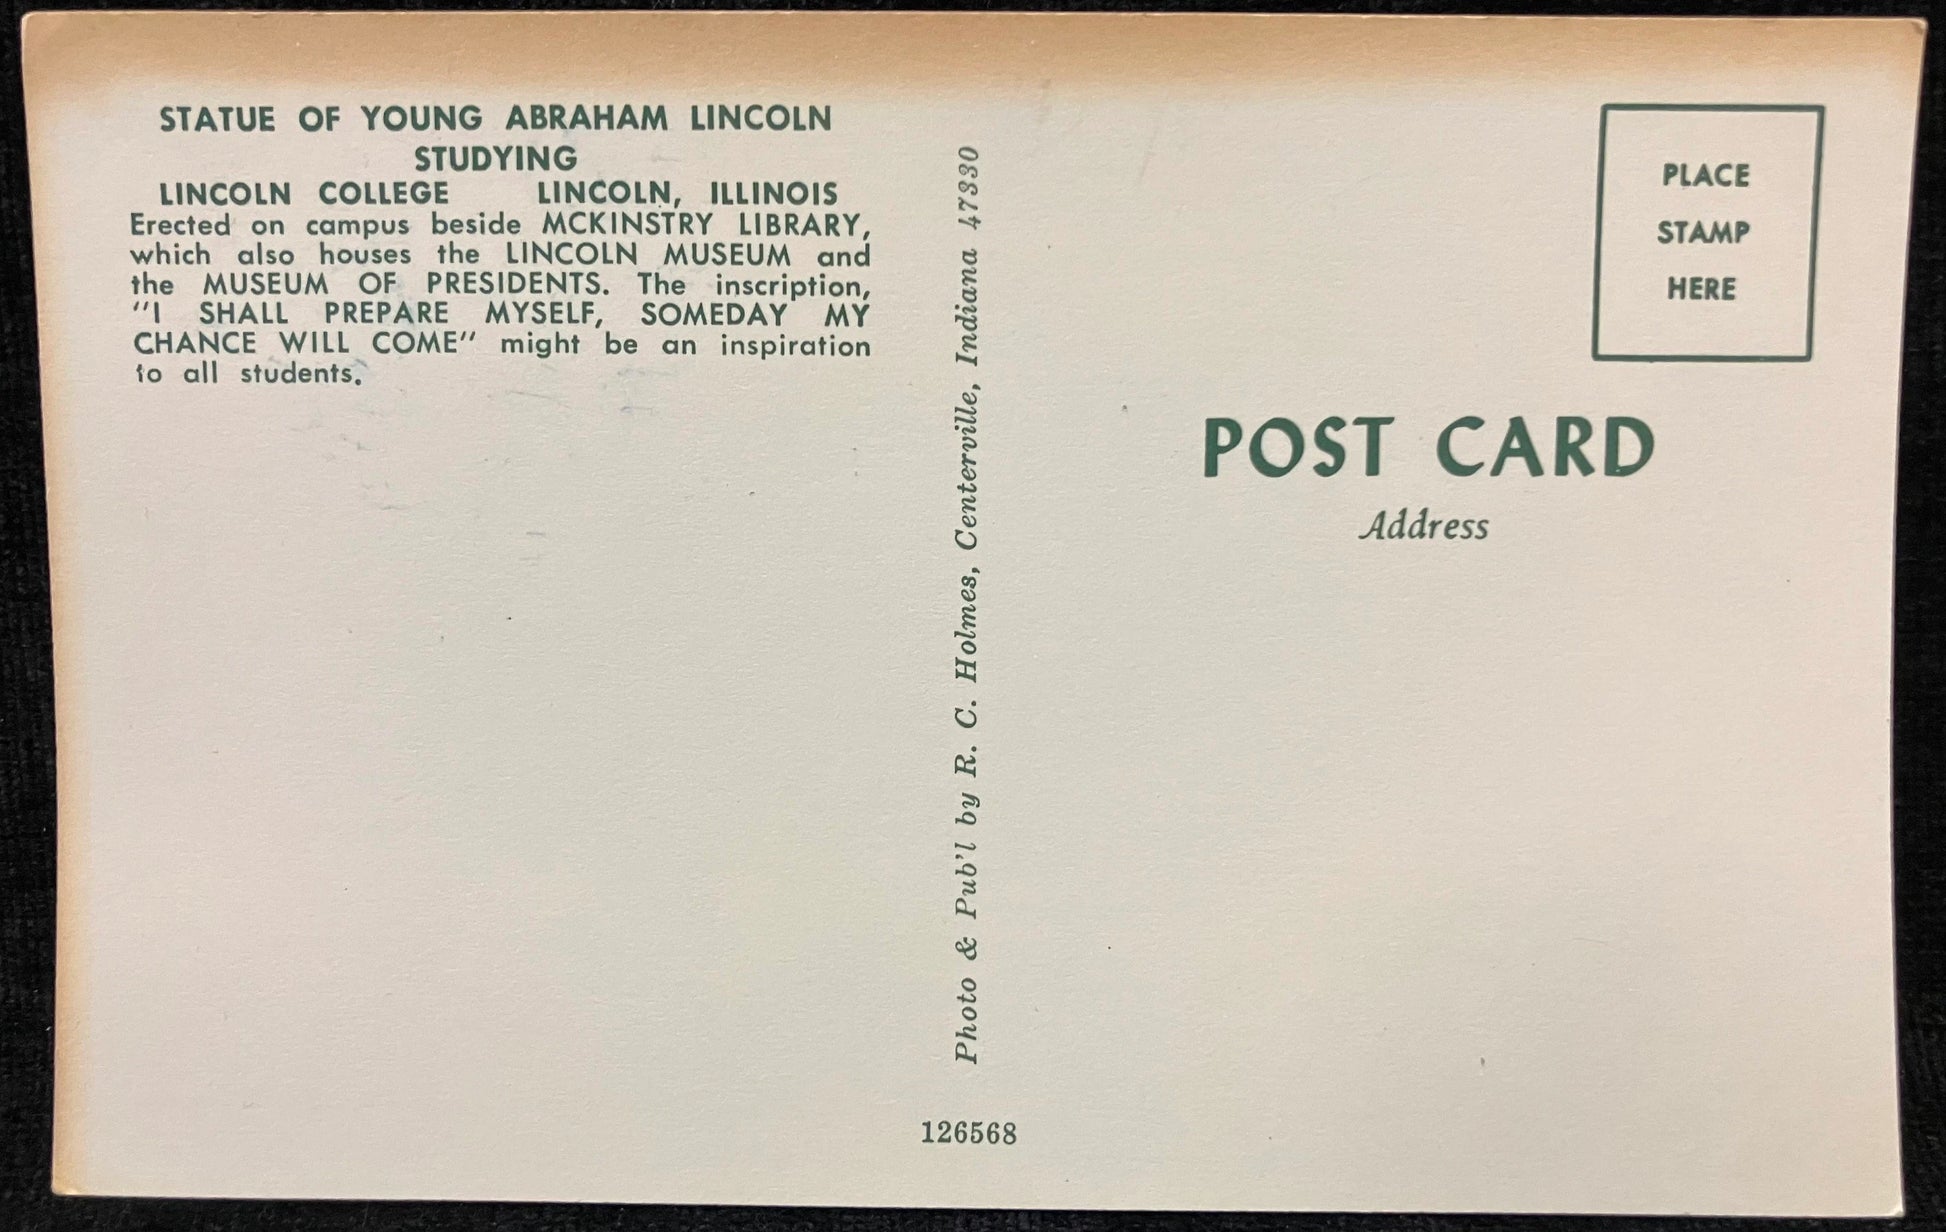 STATUE OF YOUNG ABRAHAM LINCOLN
STUDYING
LINCOLN COLLEGE LINCOLN, ILLINOIS
Erected on campus beside MCKINSTRY LIBRARY,
which also houses the LINCOLN MUSEUM and
the MUSEUM OF PRESIDENTS. The inscription,
"I SHALL PREPARE MYSELF, SOMEDAY MY
CHANCE WILL COME" might be an inspiration
to all students.
Photo & Pub'l by R. C. Holmes, Centerville, Indiana 47330
126568
PLACE
STAMP
HERE
POST CARD
Address